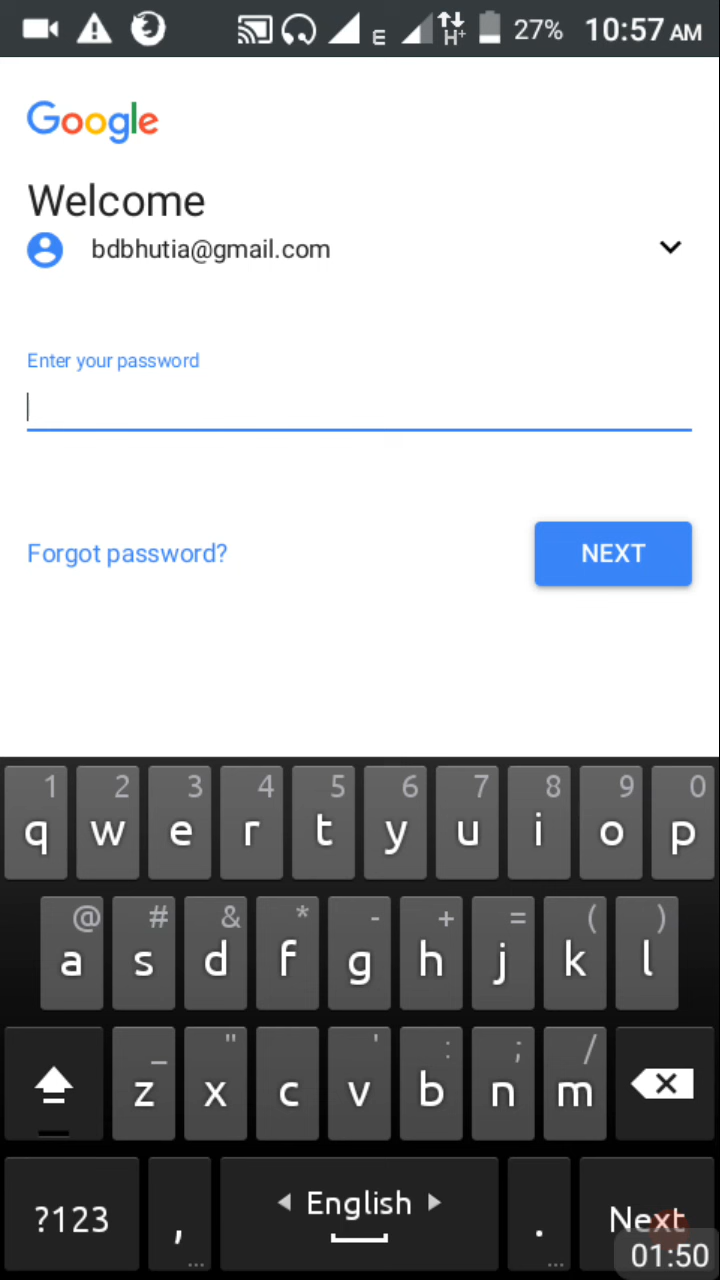 E H+ 27% 10:57 AM
Google
Welcome
bdbhutia@gmail.com
Enter your password
Forgot password? NEXT
1 2 3 4 5 6 7 8 9 0
q w e r t y u i o p
@ # & * - + = ( )
a s d f g h j k l
_ " ' : ; /
z x c v b n m
?123 , ... English . ... Next
01:50